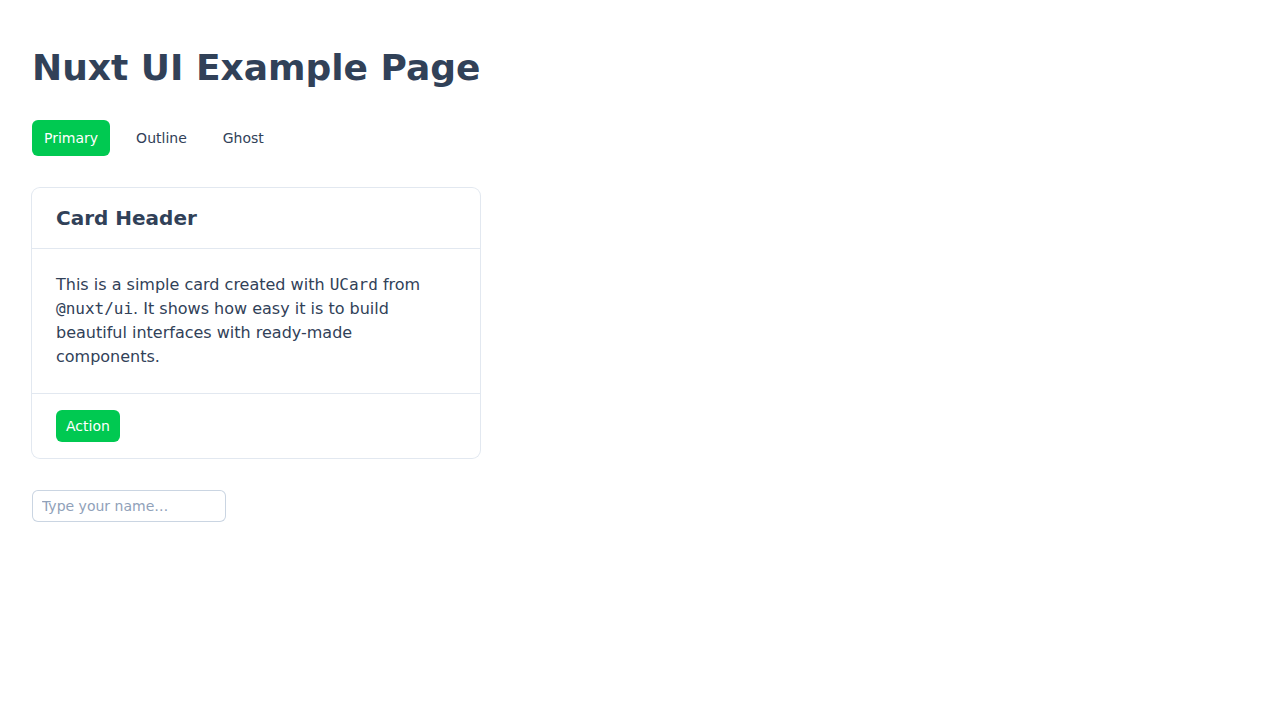 Nuxt UI Example Page
Primary Outline Ghost
Card Header
This is a simple card created with UCard from
@nuxt/ui. It shows how easy it is to build
beautiful interfaces with ready-made
components.
Action
Type your name...